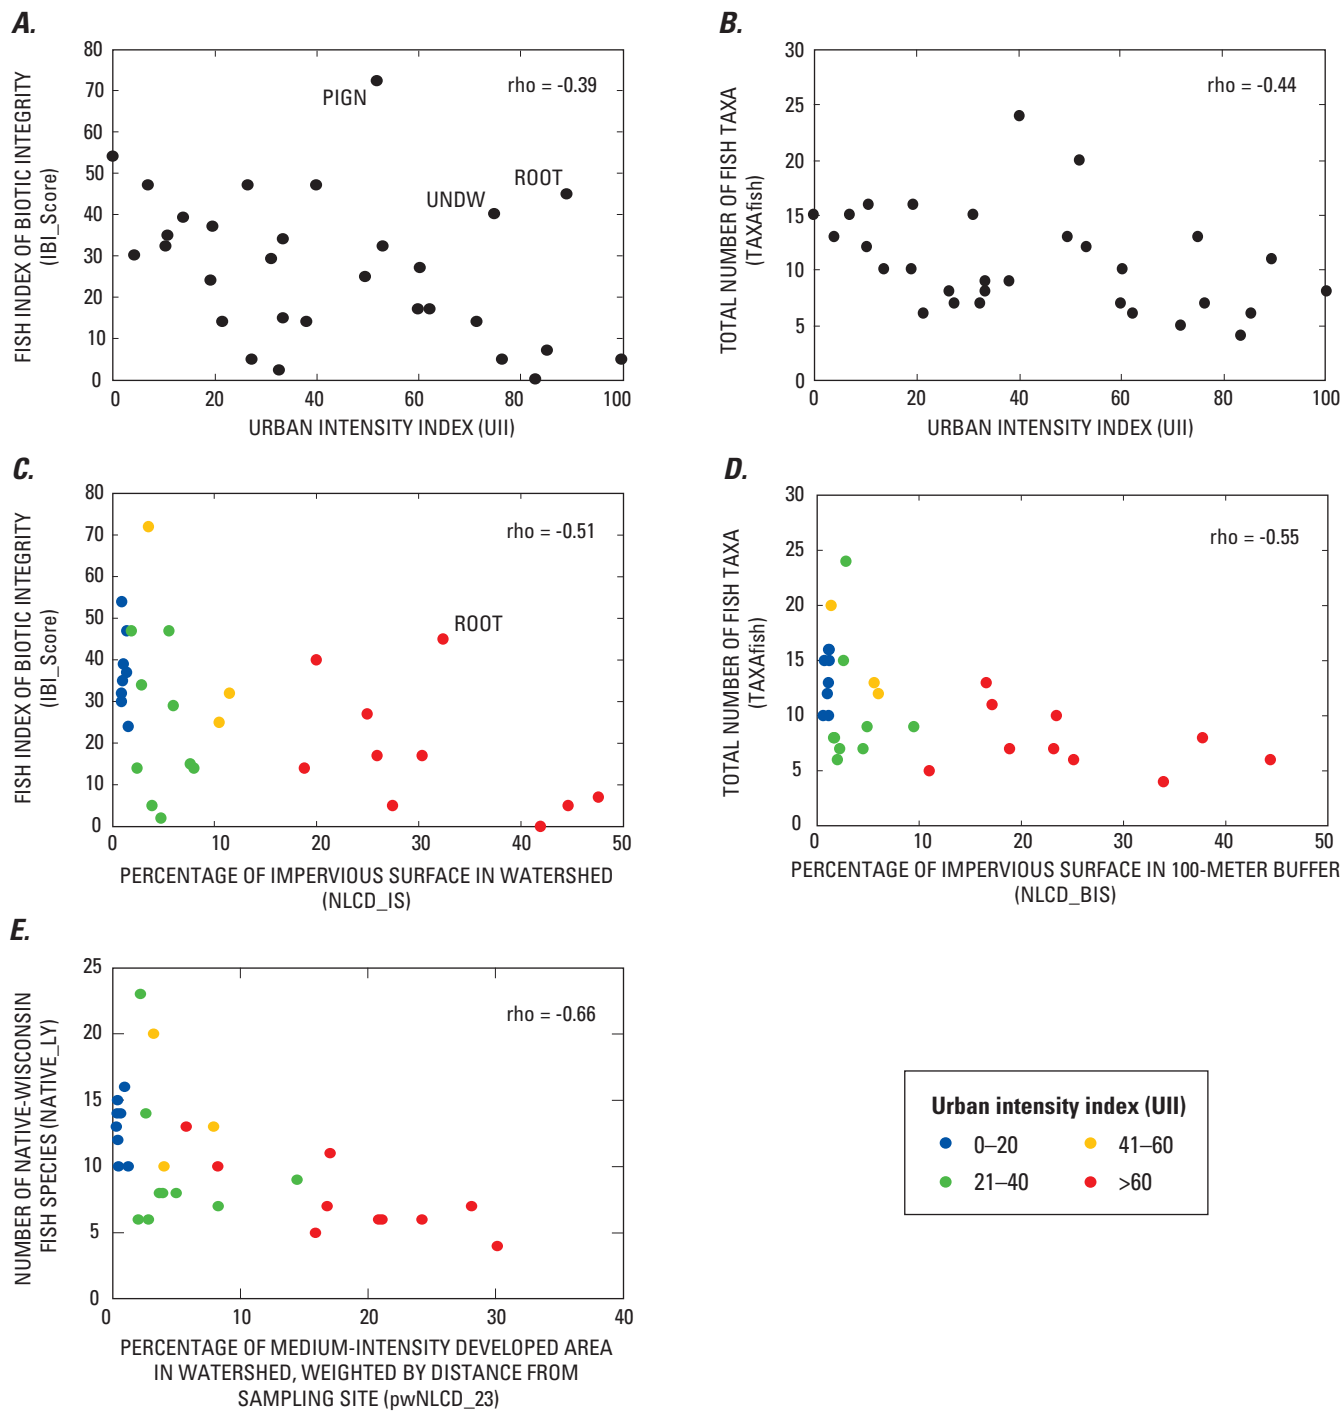 A.
FISH INDEX OF BIOTIC INTEGRITY
(IBI_Score)
80
70
60
50
40
30
20
10
0
rho = -0.39
PIGN
ROOT
UNDW
0
20
40
60
80
100
URBAN INTENSITY INDEX (UII)
B.
TOTAL NUMBER OF FISH TAXA
(TAXAfish)
30
25
20
15
10
5
0
rho = -0.44
0
20
40
60
80
100
URBAN INTENSITY INDEX (UII)
C.
FISH INDEX OF BIOTIC INTEGRITY
(IBI_Score)
80
70
60
50
40
30
20
10
0
rho = -0.51
ROOT
0
10
20
30
40
50
PERCENTAGE OF IMPERVIOUS SURFACE IN WATERSHED
(NLCD_IS)
D.
TOTAL NUMBER OF FISH TAXA
(TAXAfish)
30
25
20
15
10
5
0
rho = -0.55
0
10
20
30
40
50
PERCENTAGE OF IMPERVIOUS SURFACE IN 100-METER BUFFER
(NLCD_BIS)
E.
NUMBER OF NATIVE-WISCONSIN
FISH SPECIES (NATIVE_LY)
25
20
15
10
5
0
rho = -0.66
0
10
20
30
40
PERCENTAGE OF MEDIUM-INTENSITY DEVELOPED AREA
IN WATERSHED, WEIGHTED BY DISTANCE FROM
SAMPLING SITE (pwNLCD_23)
Urban intensity index (UII)
0–20
41–60
21–40
>60